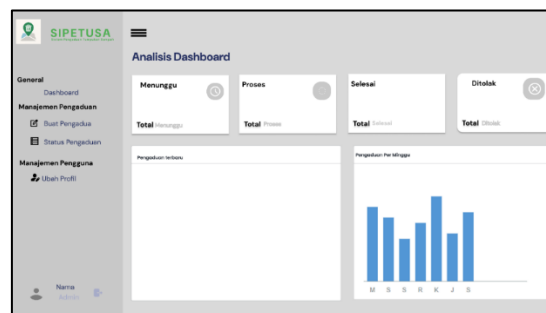 SIPETUSA
Analisis Dashboard
General
Dashboard
Manajemen Pengaduan
Buat Pengadua
Status Pengaduan
Manajemen Pengguna
Ubah Profil
Nama
Admin
Menunggu
Total Menunggu
Proses
Total Proses
Selesai
Total Selesai
Ditolak
Total Ditolak
Pengaduan terbaru
Pengaduan Per Minggu
M S S R K J S